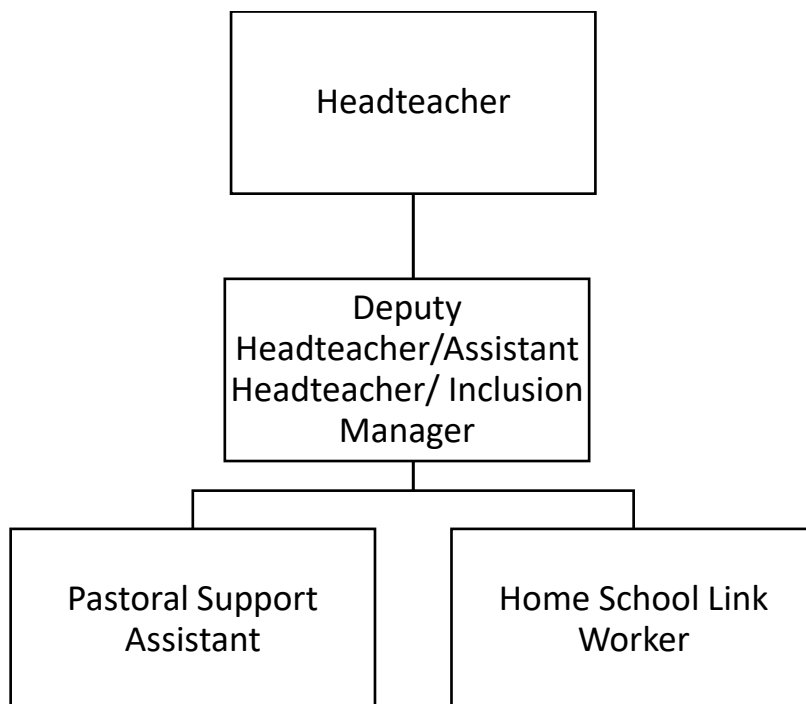 Headteacher
Deputy
Headteacher/Assistant
Headteacher/ Inclusion
Manager
Pastoral Support
Assistant
Home School Link
Worker